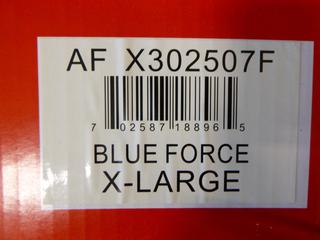 AF X302507F
7 02587 18896 5
BLUE FORCE
X-LARGE